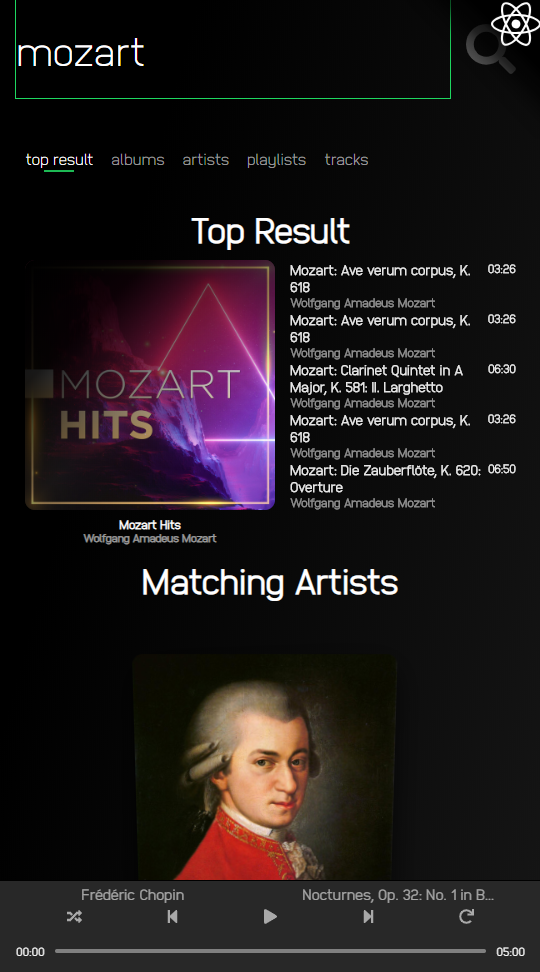 mozart
top result albums artists playlists tracks
Top Result
MOZART
HITS
Mozart Hits
Wolfgang Amadeus Mozart
Mozart: Ave verum corpus, K. 03:26
618
Wolfgang Amadeus Mozart
Mozart: Ave verum corpus, K. 03:26
618
Wolfgang Amadeus Mozart
Mozart: Clarinet Quintet in A 06:30
Major, K. 581: II. Larghetto
Wolfgang Amadeus Mozart
Mozart: Ave verum corpus, K. 03:26
618
Wolfgang Amadeus Mozart
Mozart: Die Zauberflöte, K. 620: 06:50
Overture
Wolfgang Amadeus Mozart
Matching Artists
Frédéric Chopin Nocturnes, Op. 32: No. 1 in B...
00:00 05:00